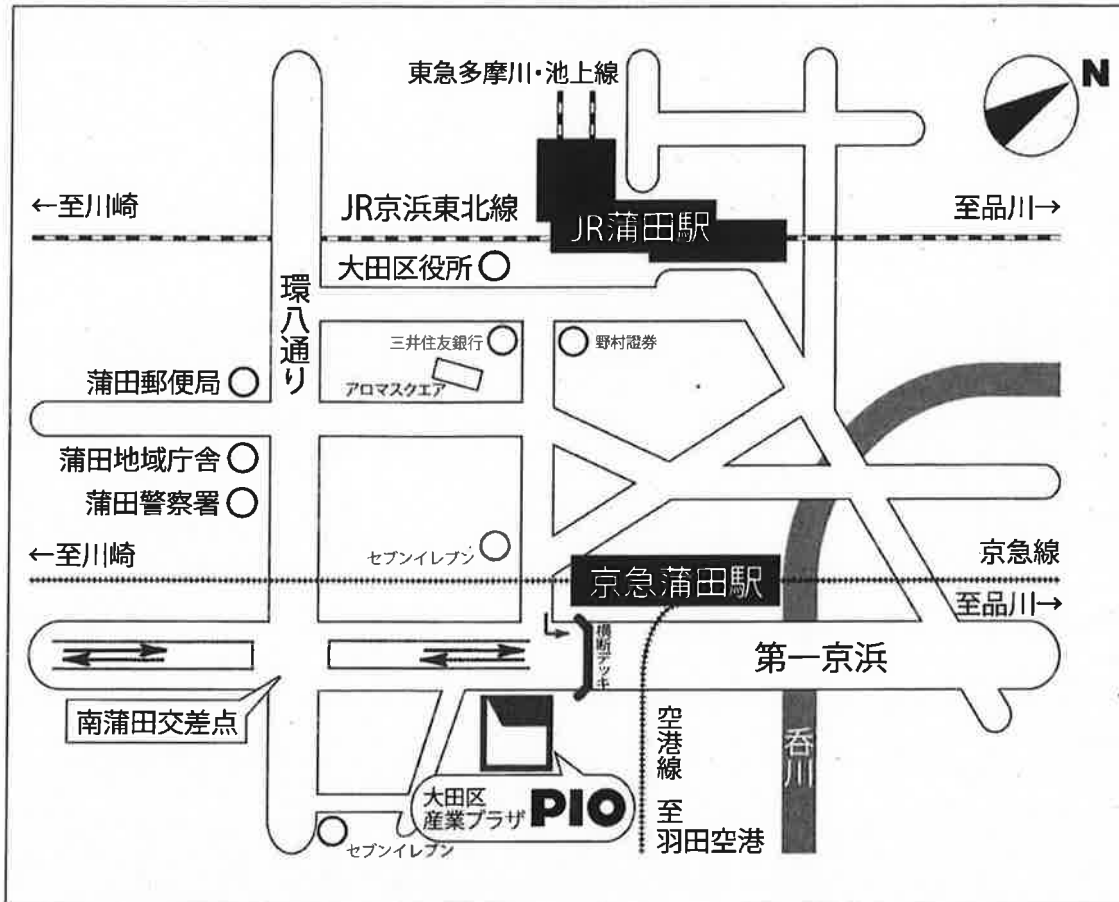 東急多摩川・池上線
N
←至川崎
JR京浜東北線
JR蒲田駅
至品川→
大田区役所
環八通り
三井住友銀行
野村證券
アロマスクエア
蒲田郵便局
蒲田地域庁舎
蒲田警察署
←至川崎
セブンイレブン
京急蒲田駅
京急線
至品川→
横断デッキ
第一京浜
南蒲田交差点
大田区
産業プラザ PIO
空港線 至
羽田空港
呑川
セブンイレブン